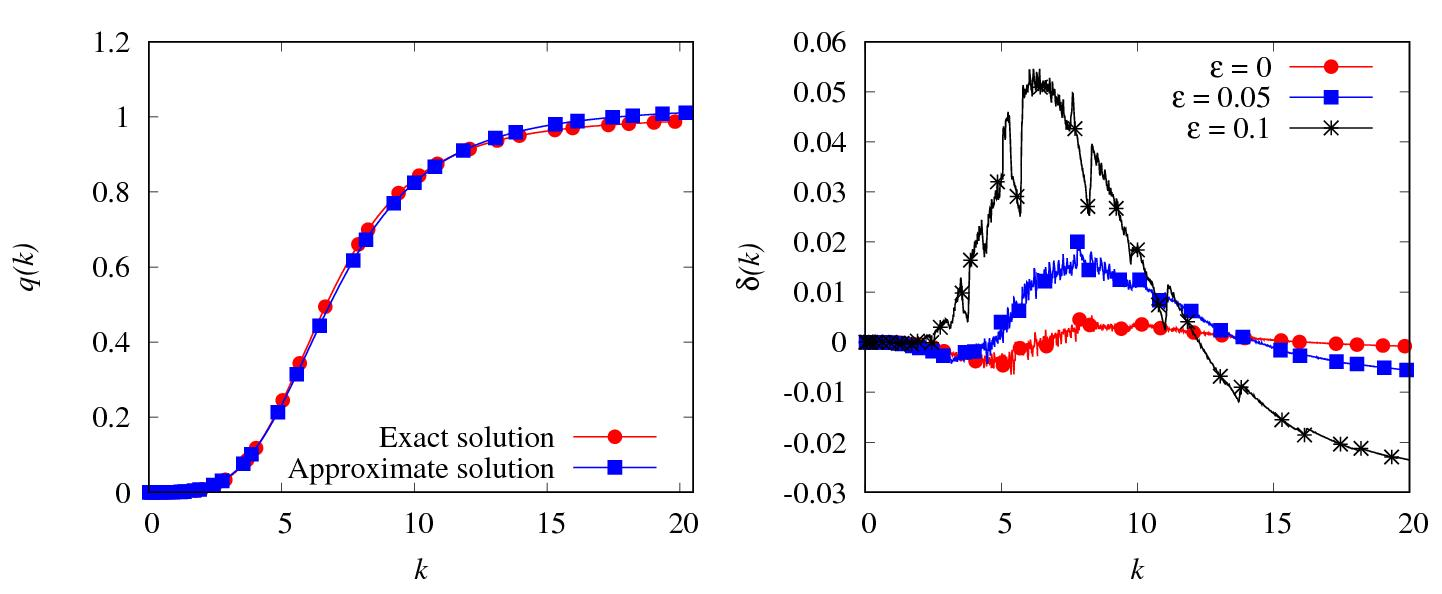 1.2
1
0.8
0.6
0.4
0.2
0
0 5 10 15 20
q(k)
k
Exact solution
Approximate solution
0.06
0.05
0.04
0.03
0.02
0.01
0
-0.01
-0.02
-0.03
0 5 10 15 20
δ(k)
k
ε = 0
ε = 0.05
ε = 0.1